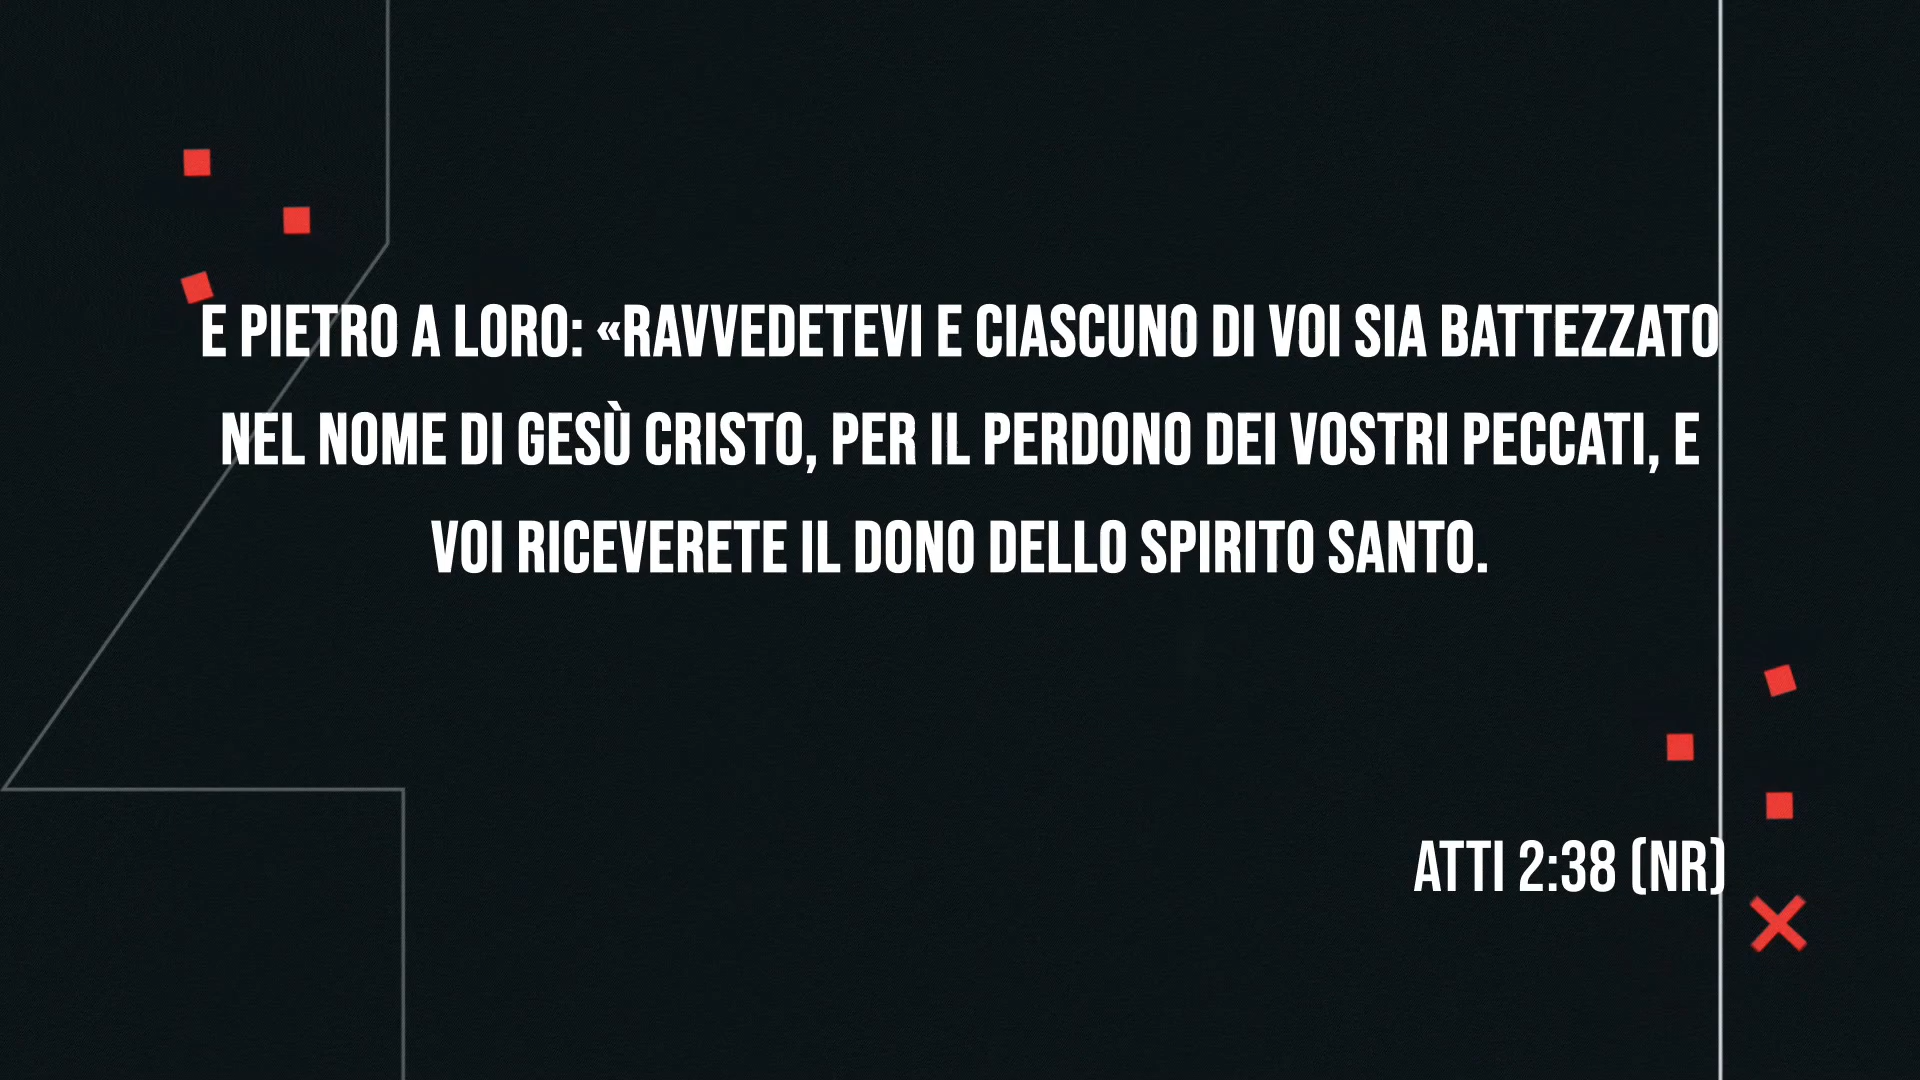 E PIETRO A LORO: «RAVVEDETEVI E CIASCUNO DI VOI SIA BATTEZZATO
NEL NOME DI GESÙ CRISTO, PER IL PERDONO DEI VOSTRI PECCATI, E
VOI RICEVERETE IL DONO DELLO SPIRITO SANTO.
ATTI 2:38 (NR)